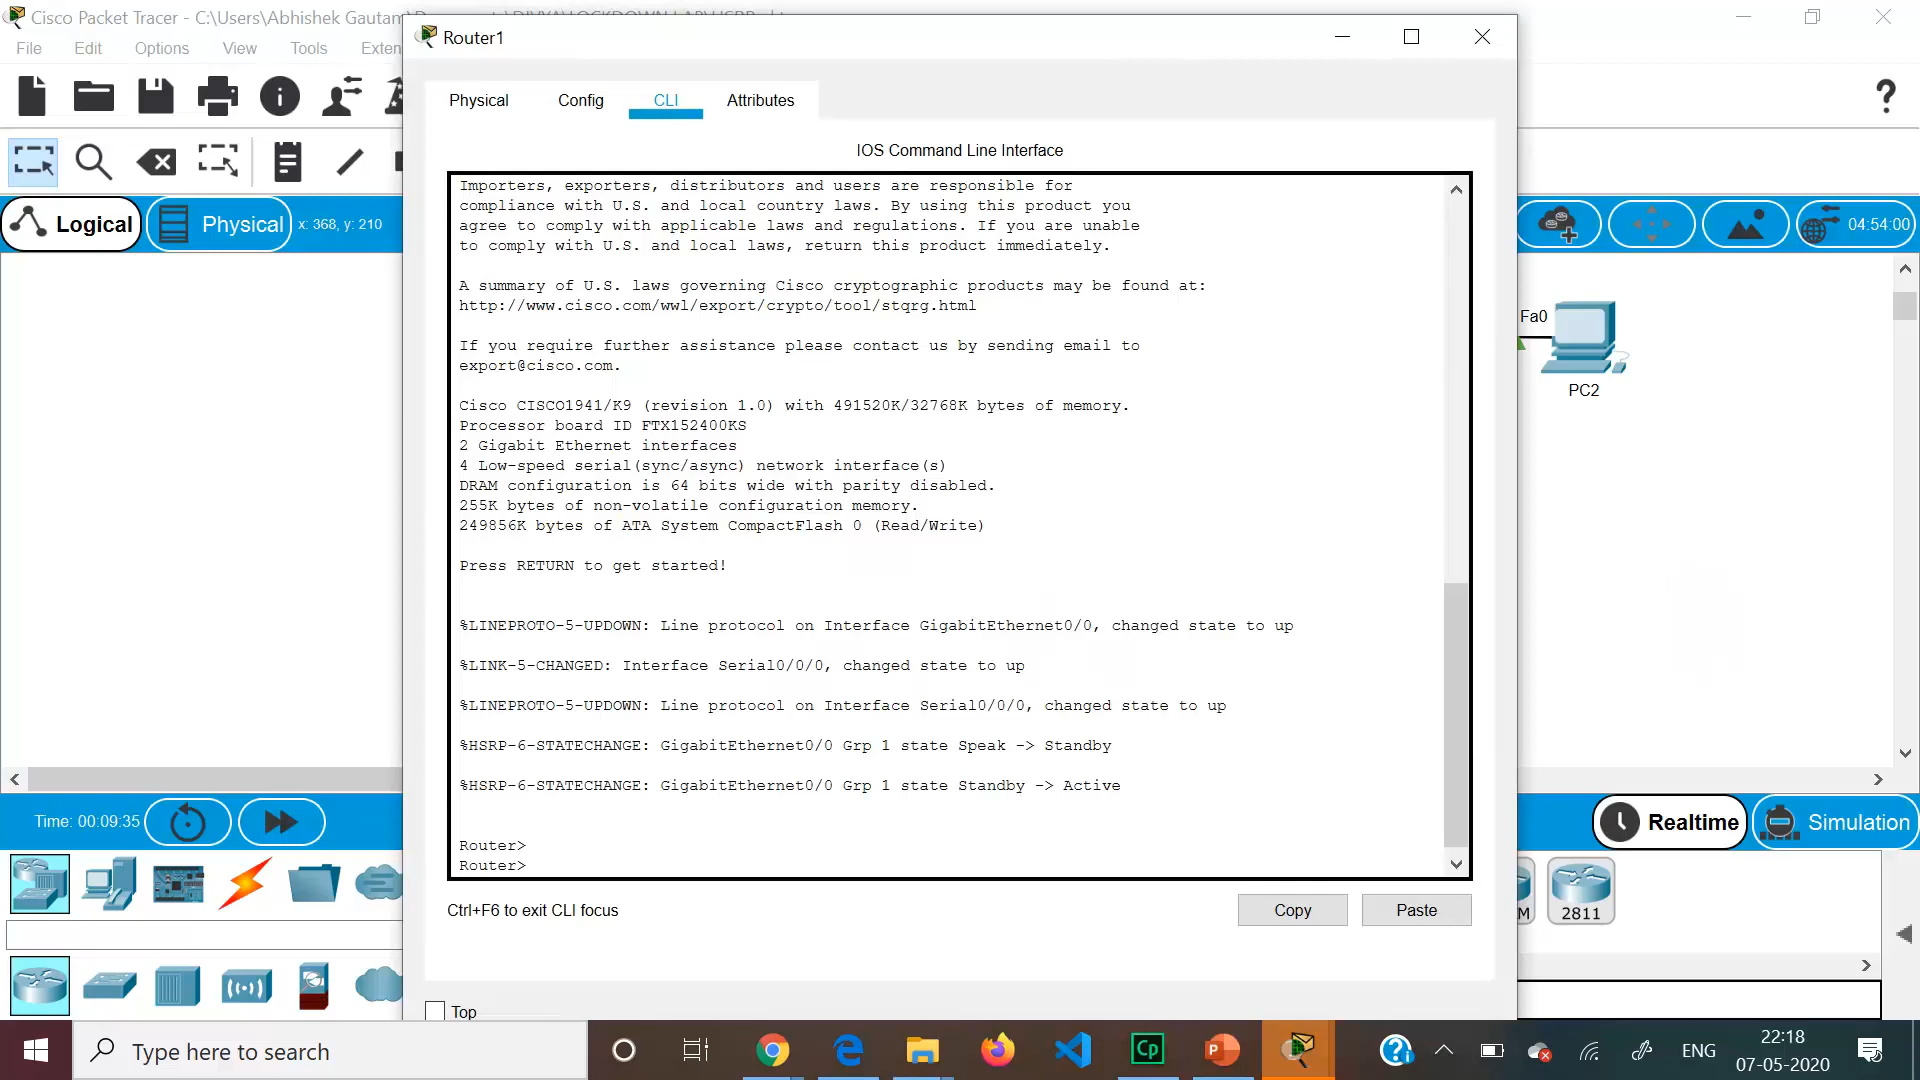 Cisco Packet Tracer - C:\Users\Abhishek Gautam
Router1
File Edit Options View Tools Exten
Physical Config CLI Attributes
IOS Command Line Interface
Logical
Physical
x: 368, y: 210
04:54:00
Importers, exporters, distributors and users are responsible for
compliance with U.S. and local country laws. By using this product you
agree to comply with applicable laws and regulations. If you are unable
to comply with U.S. and local laws, return this product immediately.
A summary of U.S. laws governing Cisco cryptographic products may be found at:
http://www.cisco.com/wwl/export/crypto/tool/stqrg.html
If you require further assistance please contact us by sending email to
export@cisco.com.
Cisco CISCO1941/K9 (revision 1.0) with 491520K/32768K bytes of memory.
Processor board ID FTX152400KS
2 Gigabit Ethernet interfaces
4 Low-speed serial(sync/async) network interface(s)
DRAM configuration is 64 bits wide with parity disabled.
255K bytes of non-volatile configuration memory.
249856K bytes of ATA System CompactFlash 0 (Read/Write)
Press RETURN to get started!
%LINEPROTO-5-UPDOWN: Line protocol on Interface GigabitEthernet0/0, changed state to up
%LINK-5-CHANGED: Interface Serial0/0/0, changed state to up
%LINEPROTO-5-UPDOWN: Line protocol on Interface Serial0/0/0, changed state to up
%HSRP-6-STATECHANGE: GigabitEthernet0/0 Grp 1 state Speak -> Standby
%HSRP-6-STATECHANGE: GigabitEthernet0/0 Grp 1 state Standby -> Active
Router>
Router>
Fa0
PC2
Ctrl+F6 to exit CLI focus
Copy
Paste
Top
Time: 00:09:35
Realtime
Simulation
M
2811
Type here to search
Cp
P
ENG
22:18
07-05-2020